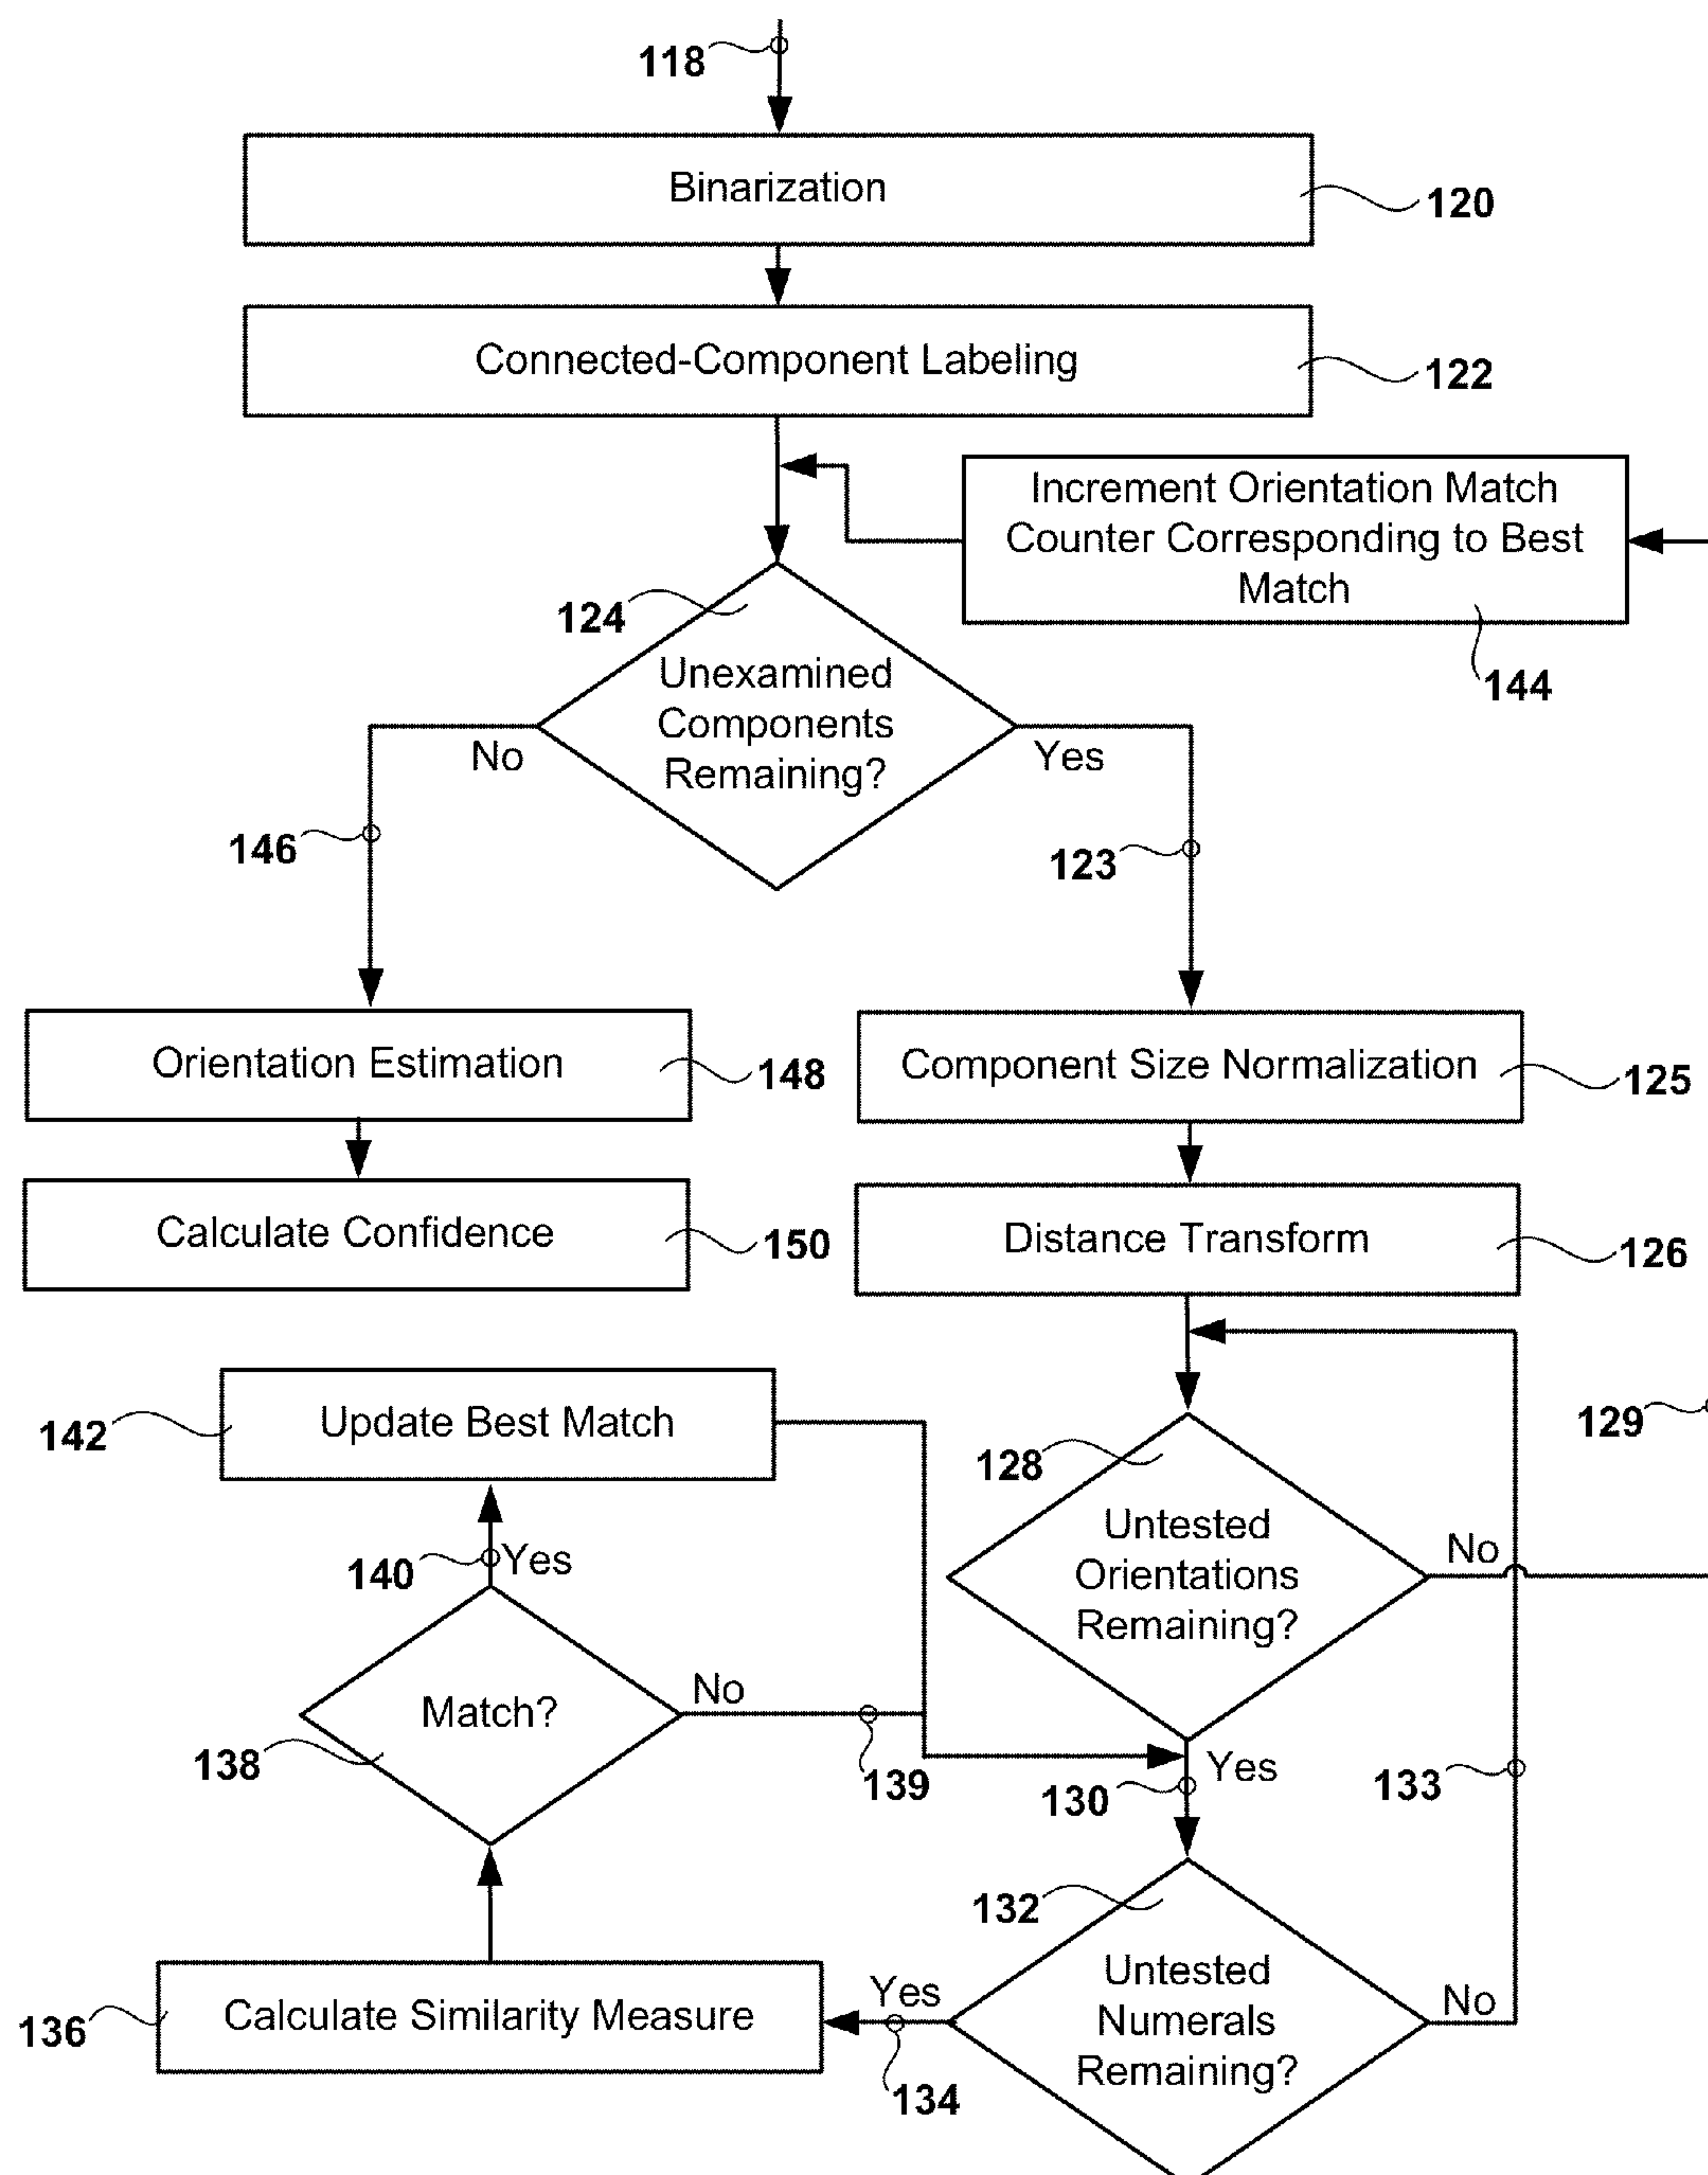 118
Binarization
120
Connected-Component Labeling
122
Increment Orientation Match
Counter Corresponding to Best
Match
144
124
Unexamined
Components
Remaining?
No
Yes
146
123
Orientation Estimation
148
Component Size Normalization
125
Calculate Confidence
150
Distance Transform
126
142
Update Best Match
129
128
Untested
Orientations
Remaining?
No
140
Yes
Match?
No
138
139
130
Yes
133
132
Untested
Numerals
Remaining?
No
Yes
136
Calculate Similarity Measure
134